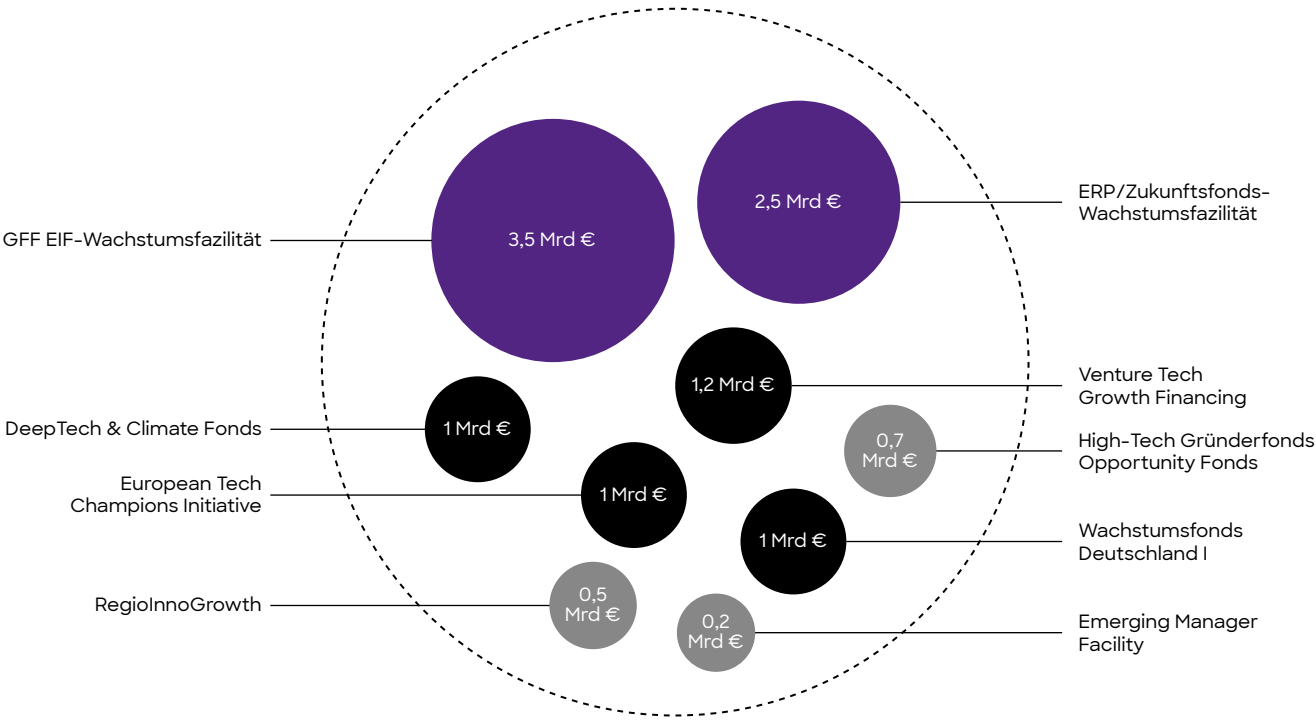 ERP/Zukunftsfonds-
Wachstumsfazilität
2,5 Mrd €
GFF EIF-Wachstumsfazilität
3,5 Mrd €
Venture Tech
Growth Financing
1,2 Mrd €
DeepTech & Climate Fonds
1 Mrd €
High-Tech Gründerfonds
Opportunity Fonds
0,7
Mrd €
European Tech
Champions Initiative
1 Mrd €
Wachstumsfonds
Deutschland I
1 Mrd €
RegioInnoGrowth
0,5
Mrd €
Emerging Manager
Facility
0,2
Mrd €